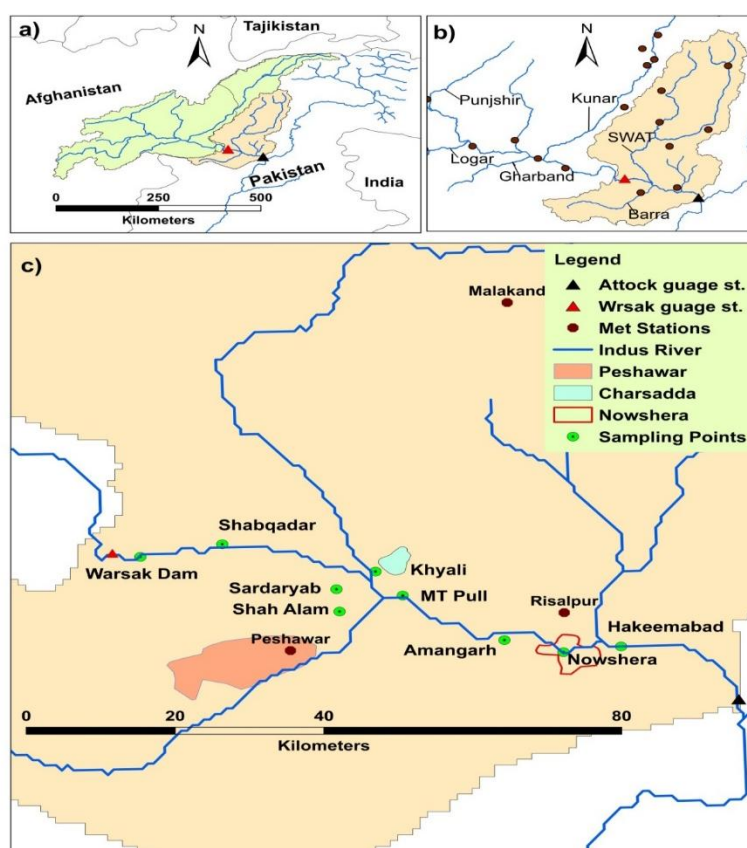 a)
N
Tajikistan
Afghanistan
Pakistan
India
0 250 500
Kilometers
b)
N
Punjshir
Kunar
SWAT
Logar
Gharband
Barra
c)
Legend
Attock guage st.
Wrsak guage st.
Met Stations
Indus River
Peshawar
Charsadda
Nowshera
Sampling Points
Malakand
Shabqadar
Warsak Dam
Khyali
Sardaryab
MT Pull
Shah Alam
Risalpur
Hakeemabad
Peshawar
Amangarh
Nowshera
0 20 40 80
Kilometers